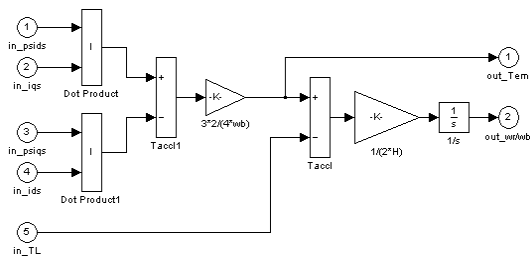 1
in_psids
2
in_iqs
Dot Product
3
in_psiqs
4
in_ids
Dot Product1
5
in_TL
+
−
Taccl1
-K-
3*2/(4*wb)
+
−
Taccl
-K-
1/(2*H)
1
s
1/s
1
out_Tem
2
out_wr/wb